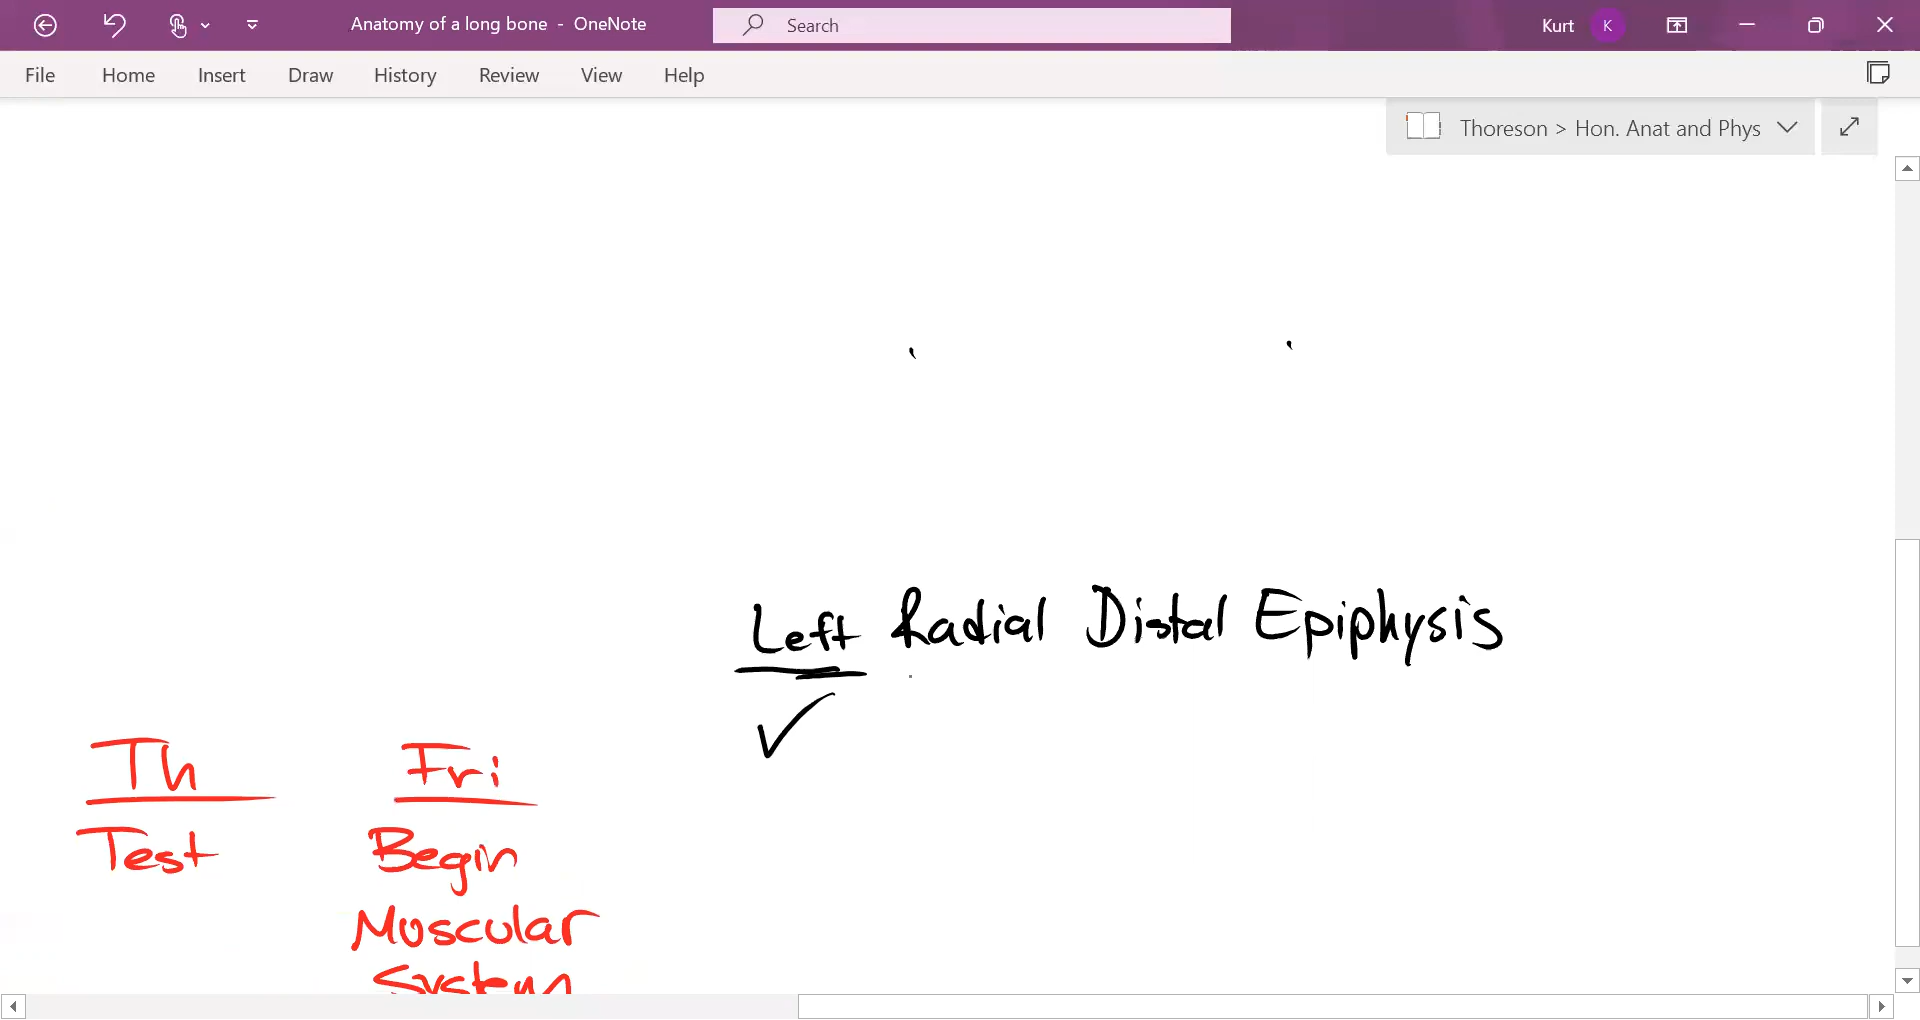 Anatomy of a long bone - OneNote
Search
Kurt K
File Home Insert Draw History Review View Help
Thoreson > Hon. Anat and Phys
Left Radial Distal Epiphysis
Th Fri
Test Begin
Muscular
System